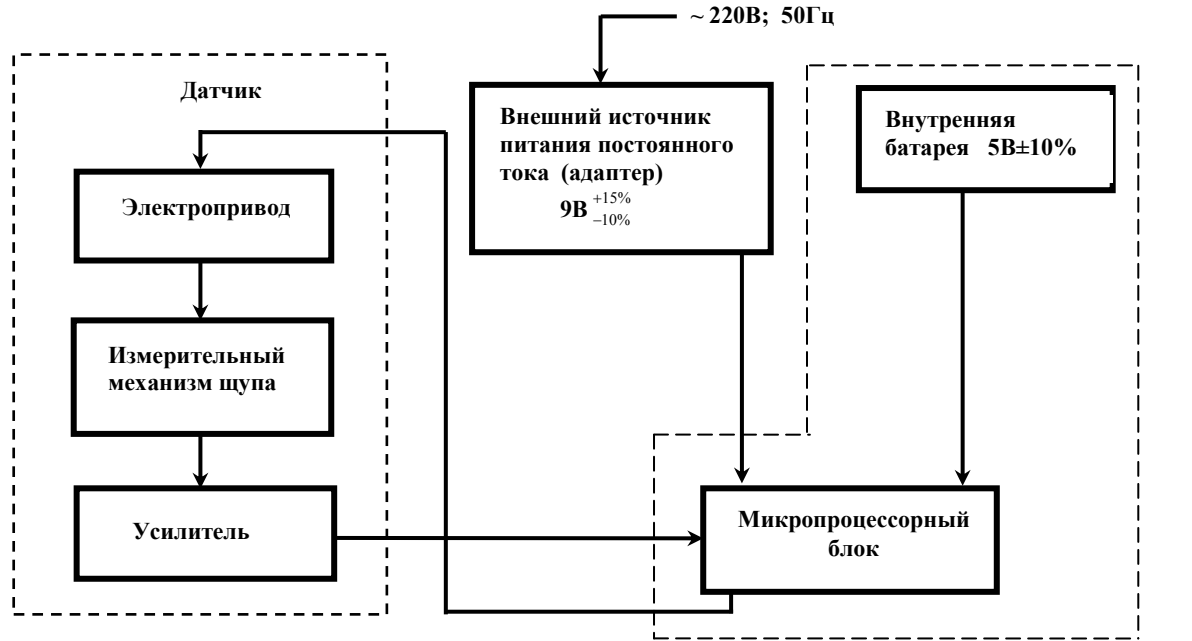 ~ 220В; 50Гц
Датчик
Внешний источник
питания постоянного
тока (адаптер)
9В +15%
−10%
Внутренняя
батарея 5В±10%
Электропривод
Измерительный
механизм щупа
Усилитель
Микропроцессорный
блок